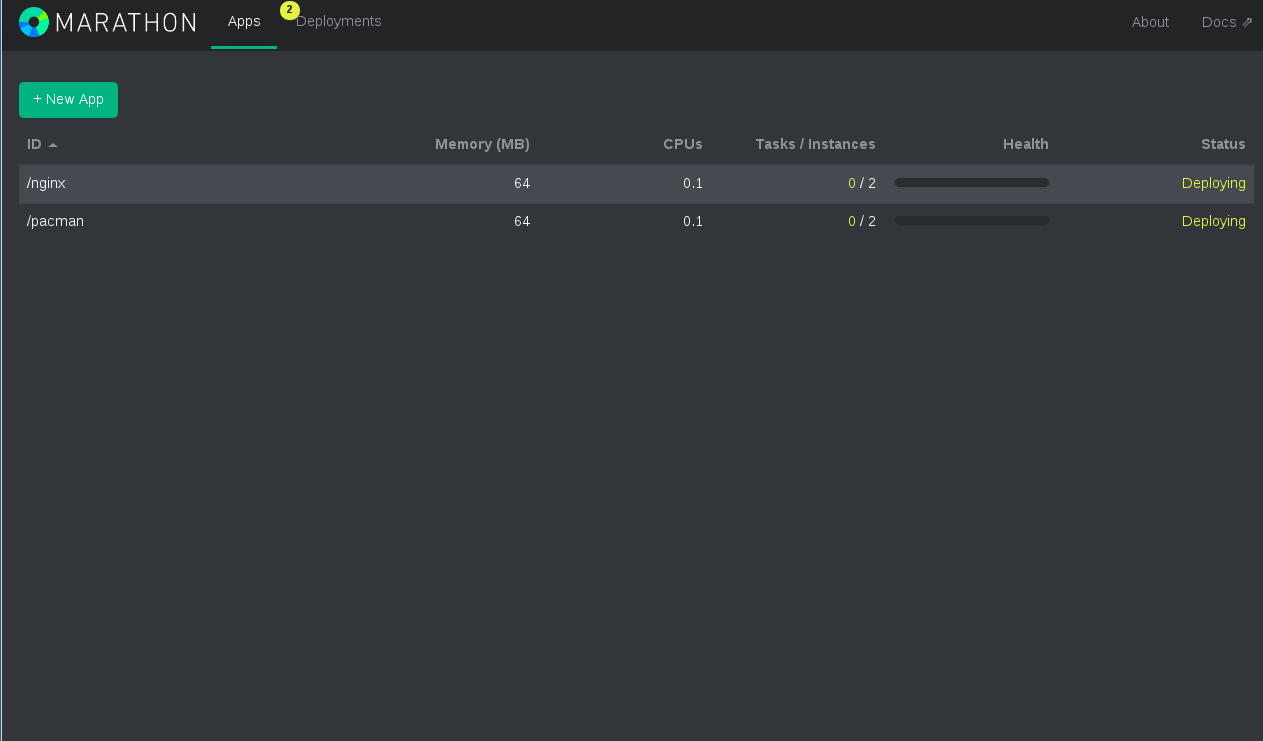 MARATHON Apps 2 Deployments About Docs ⇗
+ New App
ID Memory (MB) CPUs Tasks / Instances Health Status
/nginx 64 0.1 0 / 2 Deploying
/pacman 64 0.1 0 / 2 Deploying